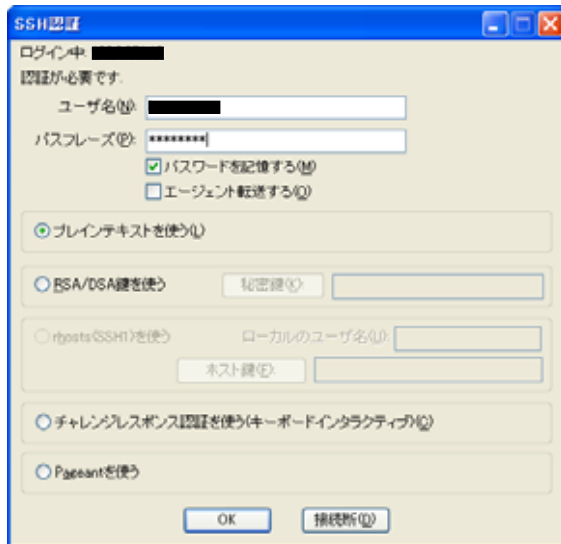 SSH認証
ログイン中:
認証が必要です.
ユーザ名(N):
パスフレーズ(P): ********
パスワードを記憶する(M)
エージェント転送する(O)
プレインテキストを使う(L)
RSA/DSA鍵を使う 秘密鍵(K):
rhosts(SSH1)を使う ローカルのユーザ名(U):
ホスト鍵(F):
チャレンジレスポンス認証を使う(キーボードインタラクティブ)(C)
Pageantを使う
OK 接続断(D)